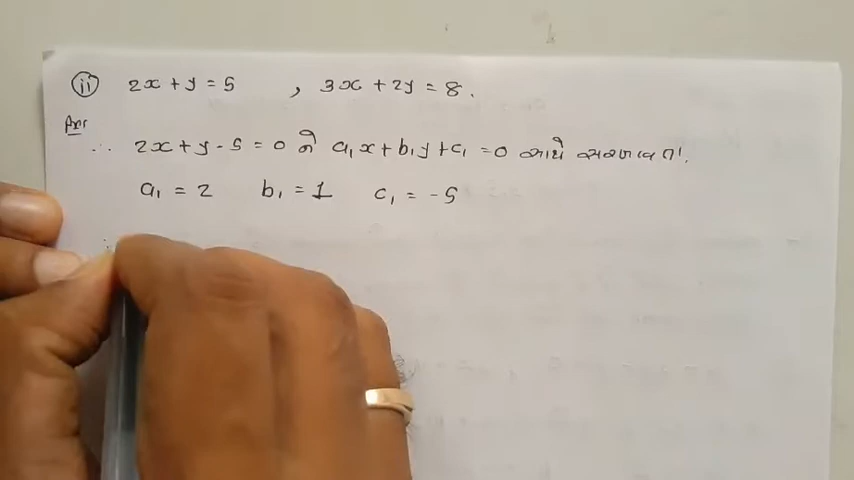 (ii) 2x + y = 5 , 3x + 2y = 8.
Ans
∴ 2x + y - 5 = 0 ને a₁x + b₁y + c₁ = 0 સાથે સરખાવતાં.
a₁ = 2 b₁ = 1 c₁ = -5